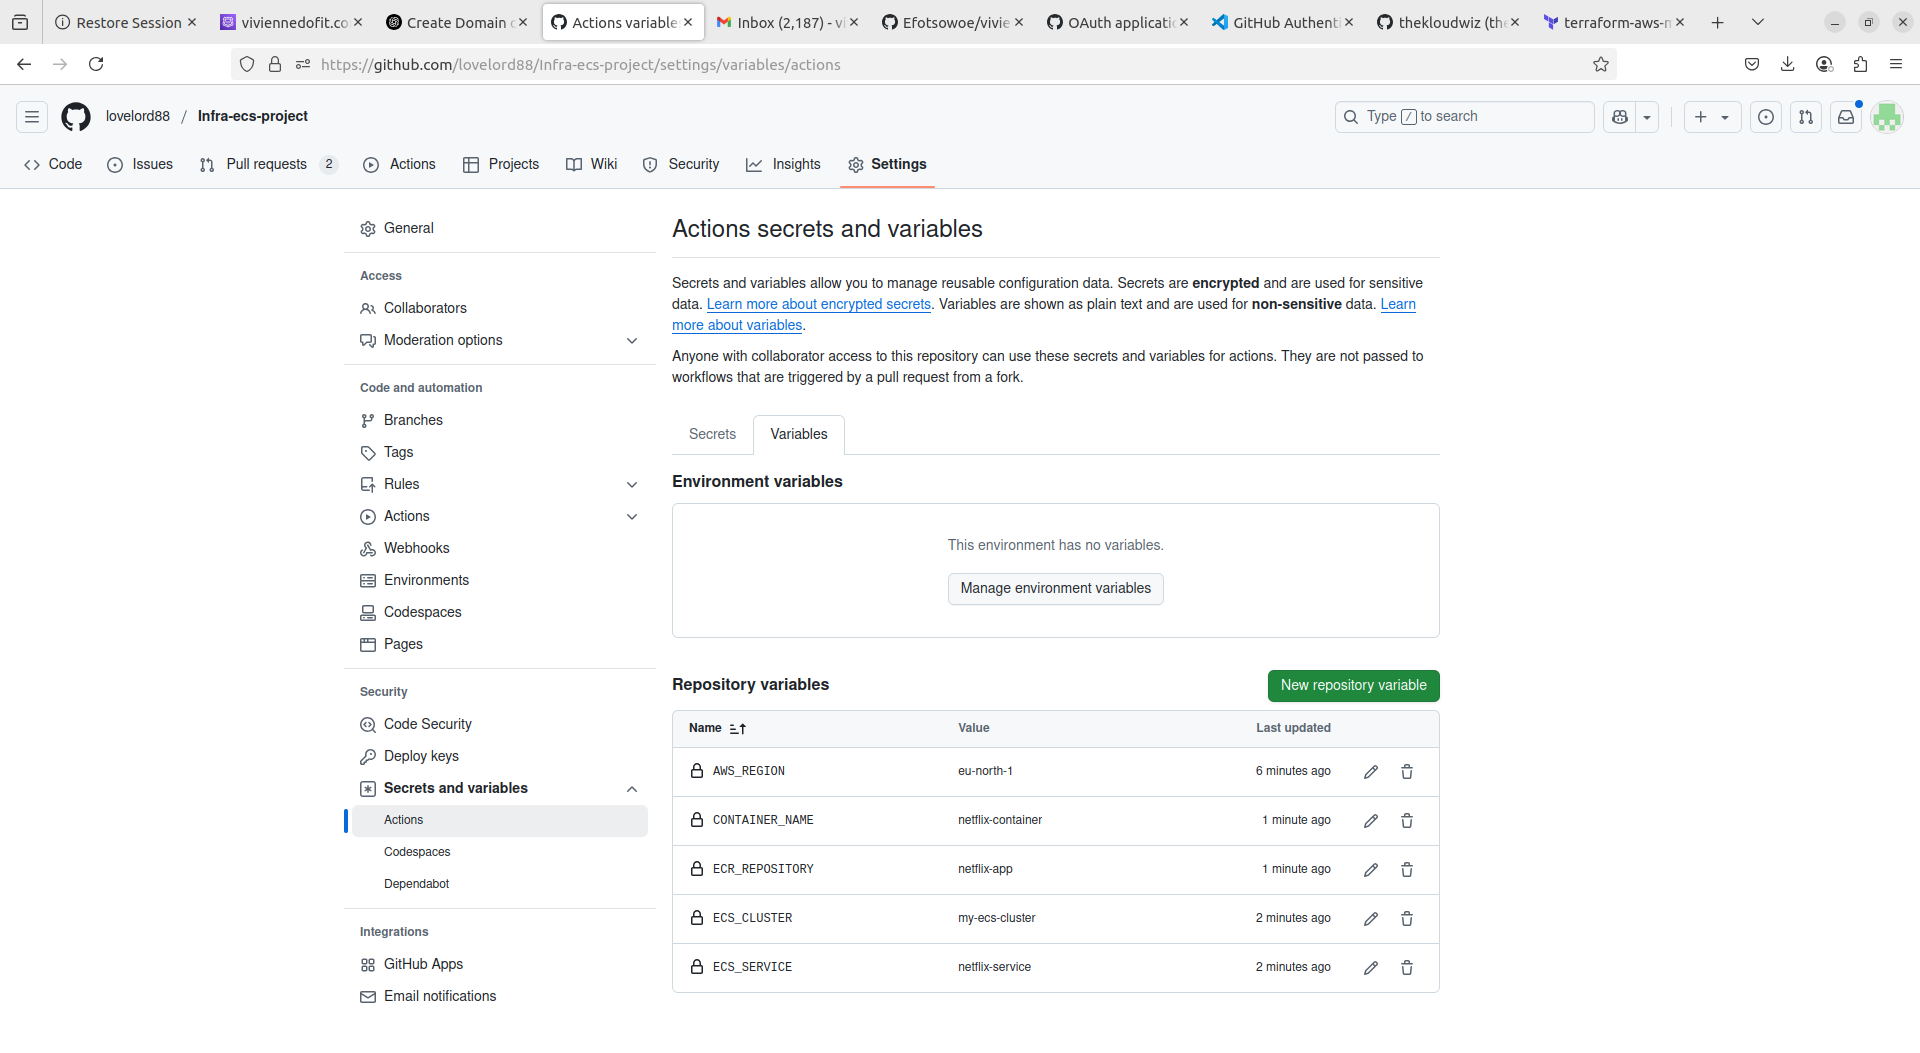 Restore Session
viviennedofit.co
Create Domain
Actions variable
Inbox (2,187) - vi
Efotsowoe/vivie
OAuth applicati
GitHub Authenti
thekloudwiz (the
terraform-aws-m
https://github.com/lovelord88/Infra-ecs-project/settings/variables/actions
lovelord88 / Infra-ecs-project
Type / to search
Code
Issues
Pull requests 2
Actions
Projects
Wiki
Security
Insights
Settings
General
Access
Collaborators
Moderation options
Code and automation
Branches
Tags
Rules
Actions
Webhooks
Environments
Codespaces
Pages
Security
Code Security
Deploy keys
Secrets and variables
Actions
Codespaces
Dependabot
Integrations
GitHub Apps
Email notifications
Actions secrets and variables
Secrets and variables allow you to manage reusable configuration data. Secrets are encrypted and are used for sensitive
data. Learn more about encrypted secrets. Variables are shown as plain text and are used for non-sensitive data. Learn
more about variables.
Anyone with collaborator access to this repository can use these secrets and variables for actions. They are not passed to
workflows that are triggered by a pull request from a fork.
Secrets
Variables
Environment variables
This environment has no variables.
Manage environment variables
Repository variables
New repository variable
Name Value Last updated
AWS_REGION eu-north-1 6 minutes ago
CONTAINER_NAME netflix-container 1 minute ago
ECR_REPOSITORY netflix-app 1 minute ago
ECS_CLUSTER my-ecs-cluster 2 minutes ago
ECS_SERVICE netflix-service 2 minutes ago